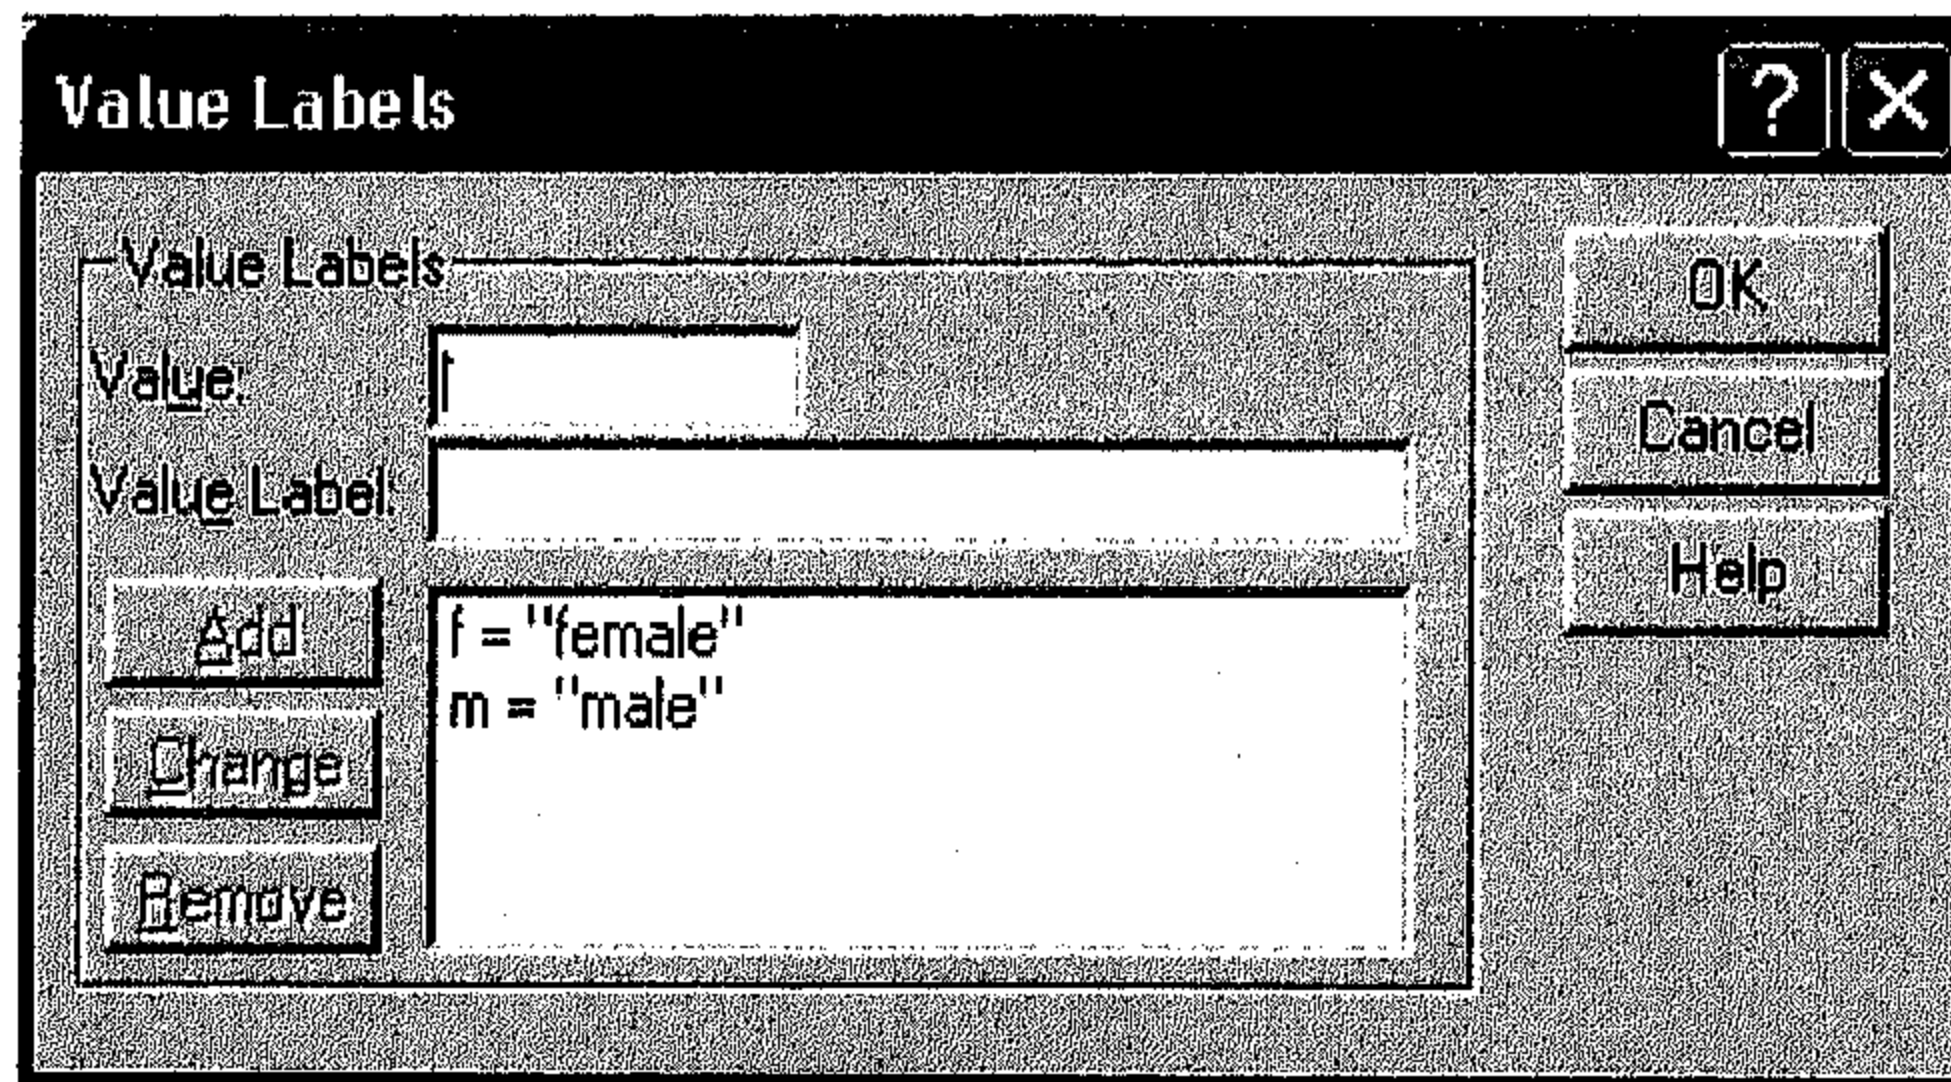 Value Labels ? X
Value Labels
Value:
Value Label:
Add
Change
Remove
f = "female"
m = "male"
OK
Cancel
Help